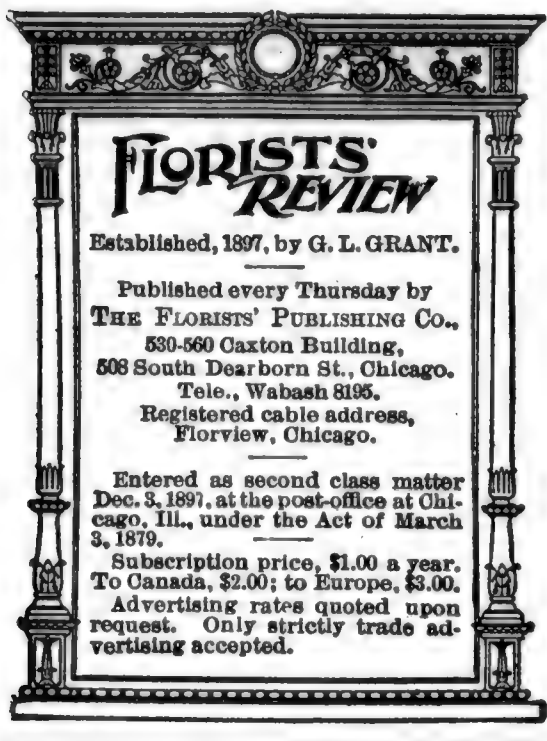 FLORISTS'
REVIEW
Established, 1897, by G. L. GRANT.
Published every Thursday by
THE FLORISTS' PUBLISHING CO.,
530-560 Caxton Building,
508 South Dearborn St., Chicago.
Tele., Wabash 8195.
Registered cable address,
Florview, Chicago.
Entered as second class matter
Dec. 3, 1897, at the post-office at Chi-
cago, Ill., under the Act of March
3, 1879.
Subscription price, $1.00 a year.
To Canada, $2.00; to Europe, $3.00.
Advertising rates quoted upon
request. Only strictly trade ad-
vertising accepted.